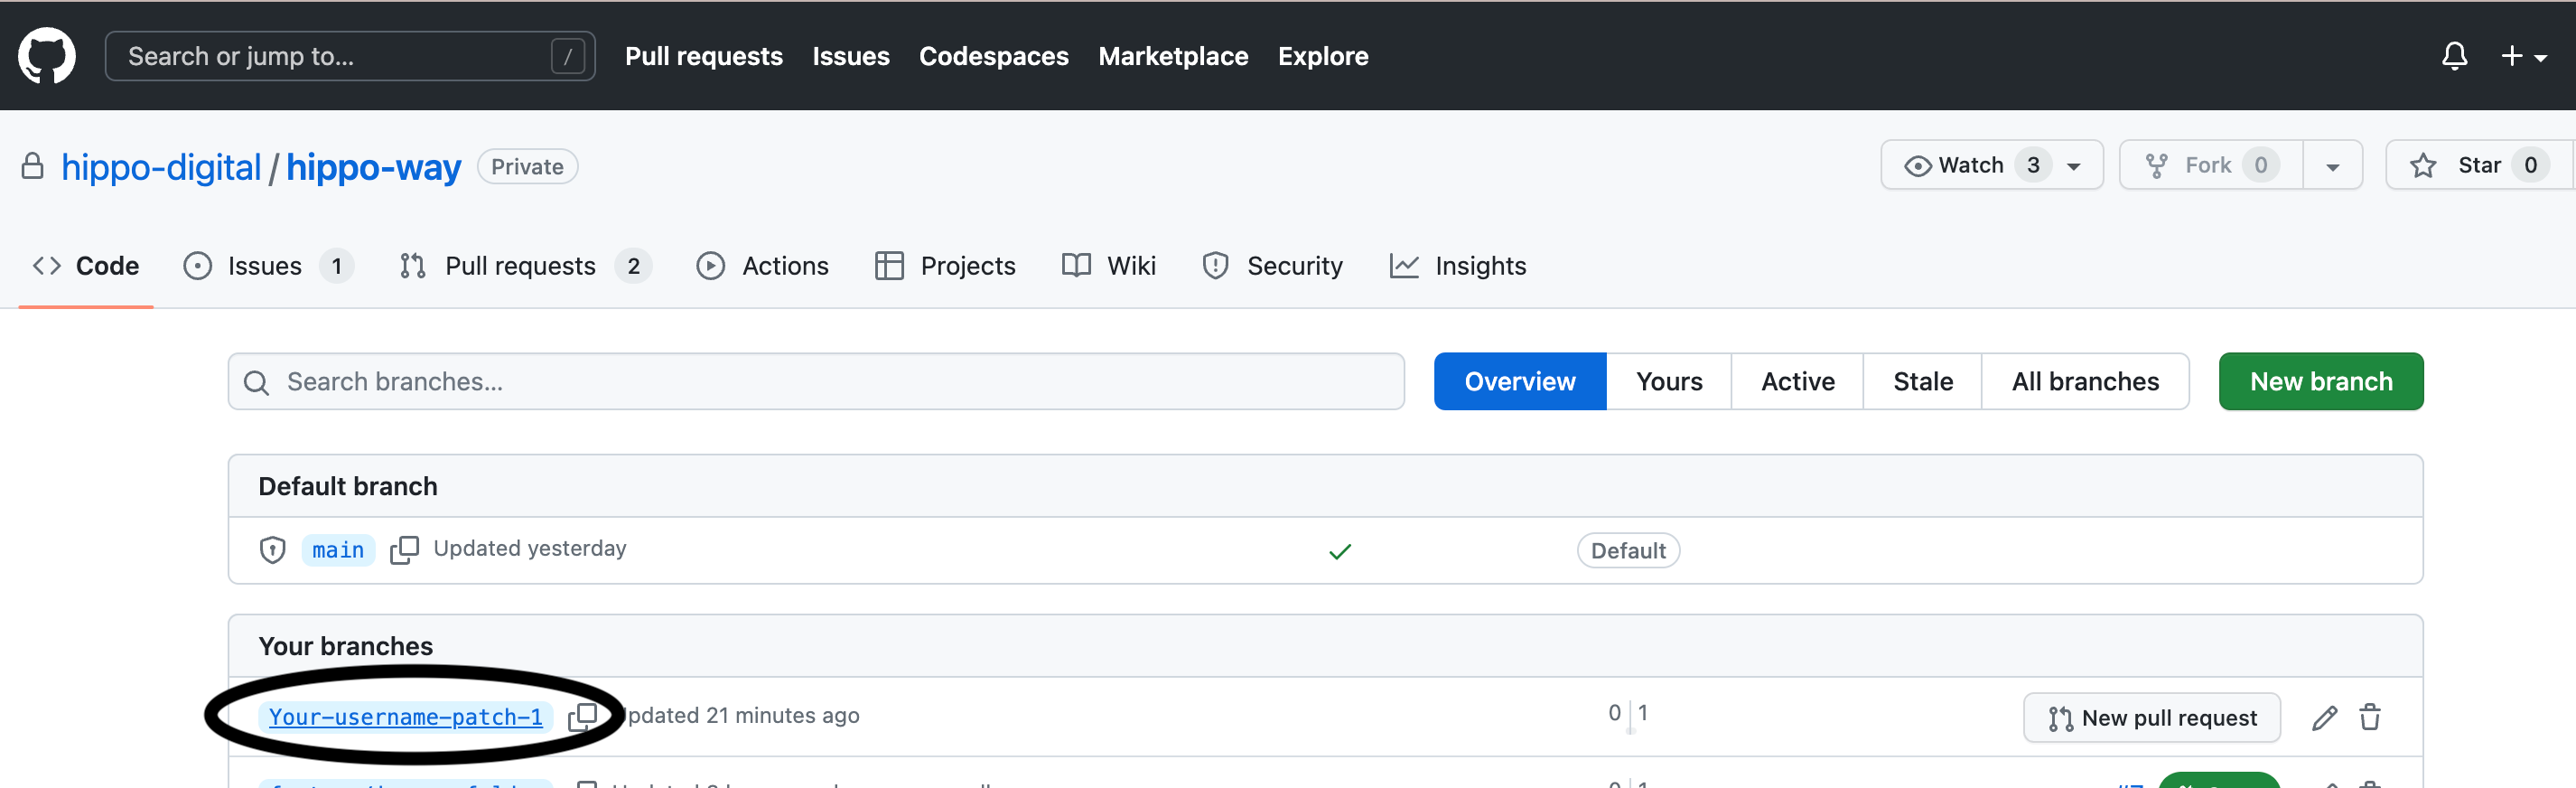 Search or jump to... / Pull requests Issues Codespaces Marketplace Explore
hippo-digital / hippo-way Private Watch 3 Fork 0 Star 0
Code Issues 1 Pull requests 2 Actions Projects Wiki Security Insights
Search branches... Overview Yours Active Stale All branches New branch
Default branch
main Updated yesterday Default
Your branches
Your-username-patch-1 pdated 21 minutes ago 0 1 New pull request